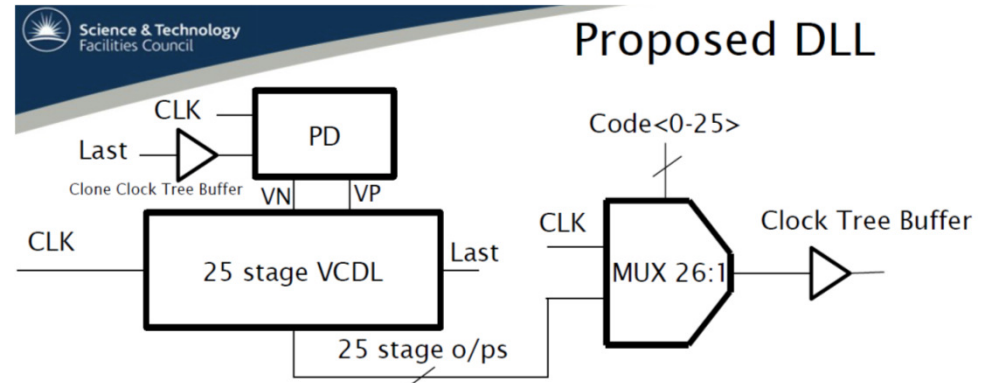 Science & Technology
Facilities Council
Proposed DLL
CLK
Last
Clone Clock Tree Buffer
PD
VN
VP
CLK
25 stage VCDL
Last
25 stage o/ps
Code<0-25>
CLK
MUX 26:1
Clock Tree Buffer